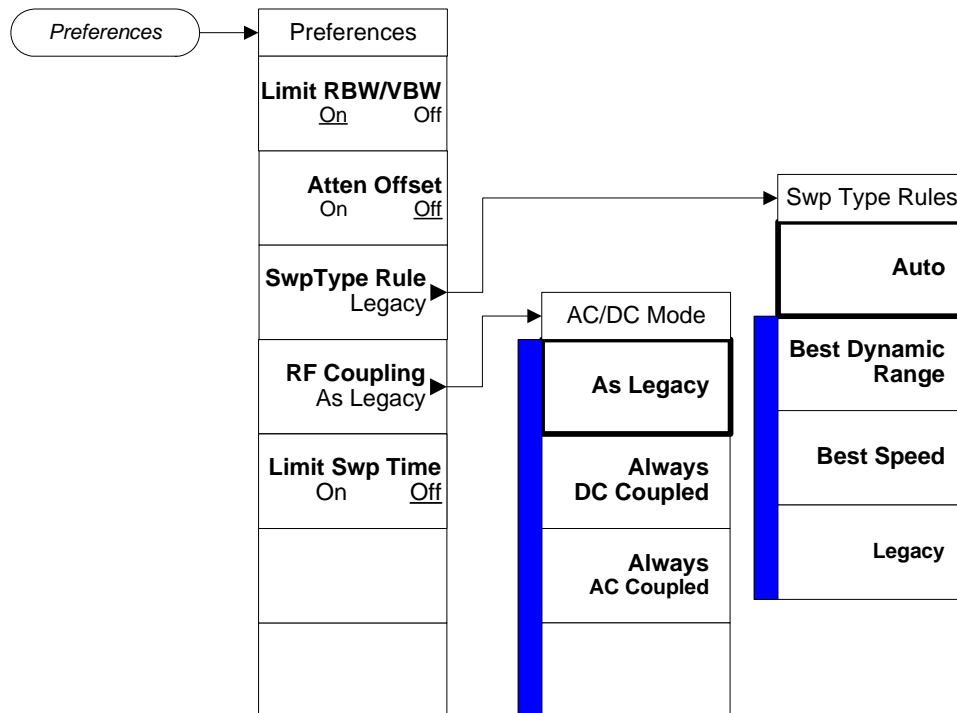 Preferences
Preferences
Limit RBW/VBW
On Off
Atten Offset
On Off
SwpType Rule
Legacy
RF Coupling
As Legacy
Limit Swp Time
On Off
AC/DC Mode
As Legacy
Always
DC Coupled
Always
AC Coupled
Swp Type Rules
Auto
Best Dynamic
Range
Best Speed
Legacy